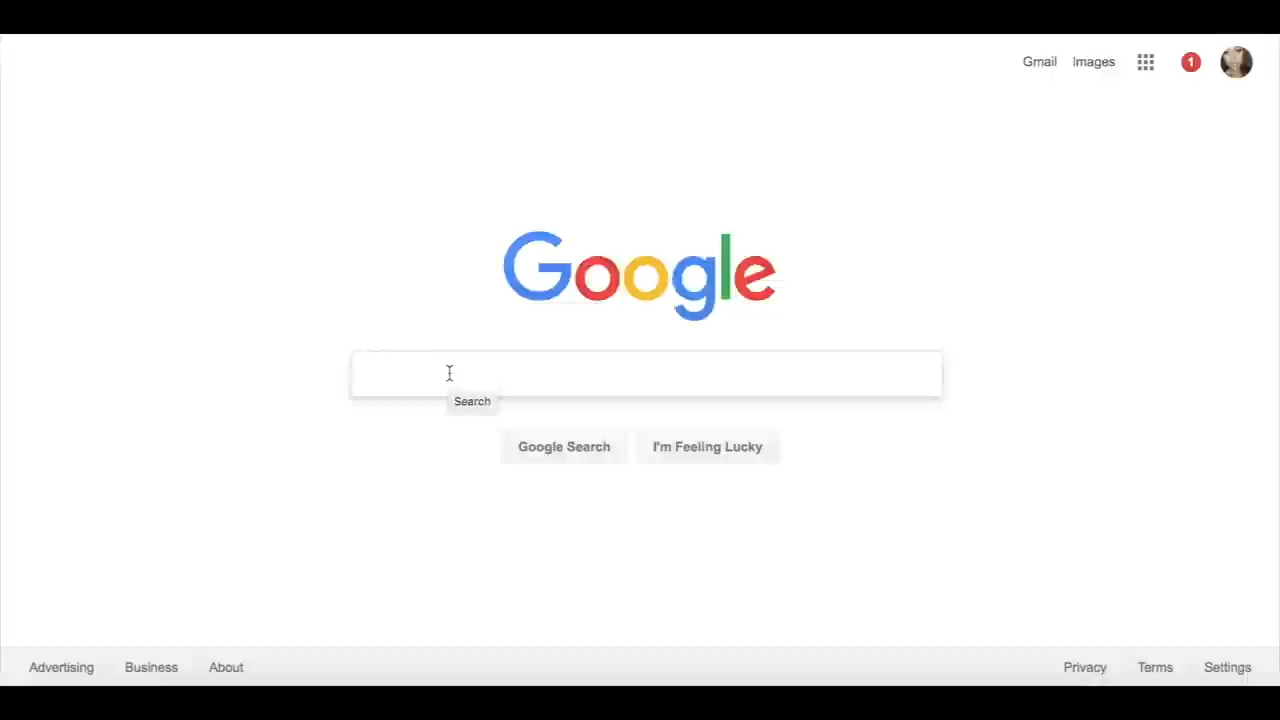 Gmail Images 1
Google
Search
Google Search I'm Feeling Lucky
Advertising Business About Privacy Terms Settings